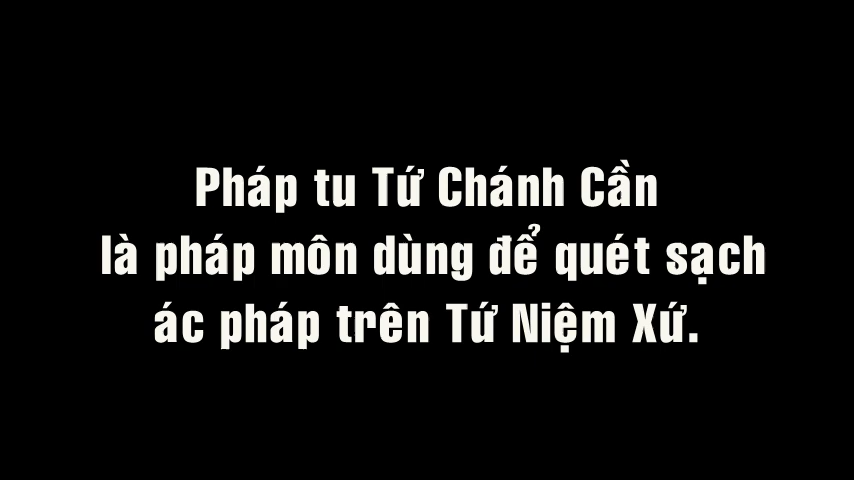 Pháp tu Tứ Chánh Cần
là pháp môn dùng để quét sạch
ác pháp trên Tứ Niệm Xứ.